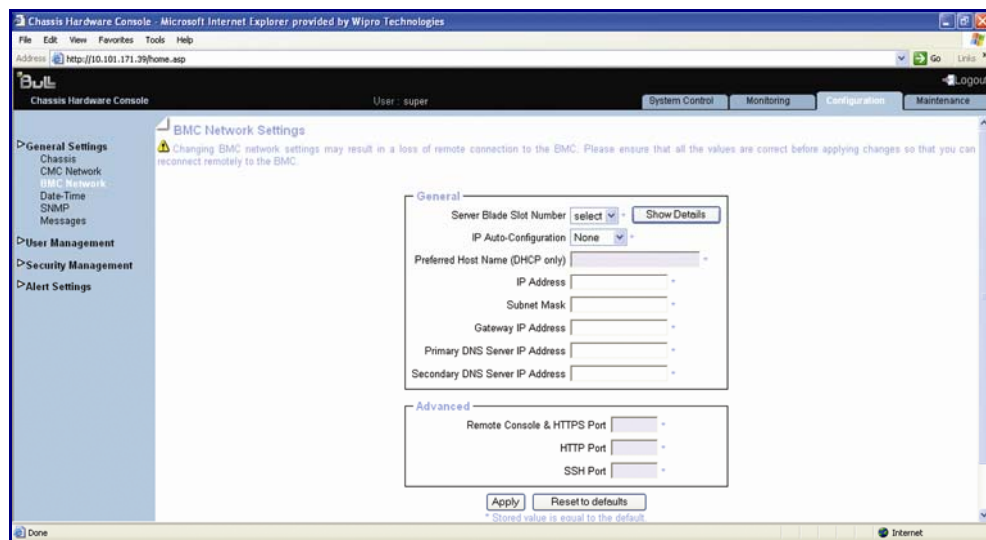 Chassis Hardware Console - Microsoft Internet Explorer provided by Wipro Technologies
File Edit View Favorites Tools Help
Address http://10.101.171.39/home.asp Go Links
Bull
Logout
Chassis Hardware Console User : super System Control Monitoring Configuration Maintenance
General Settings
Chassis
CMC Network
BMC Network
Date-Time
SNMP
Messages
User Management
Security Management
Alert Settings
BMC Network Settings
Changing BMC network settings may result in a loss of remote connection to the BMC. Please ensure that all the values are correct before applying changes so that you can
reconnect remotely to the BMC.
General
Server Blade Slot Number select * Show Details
IP Auto-Configuration None *
Preferred Host Name (DHCP only) *
IP Address *
Subnet Mask *
Gateway IP Address *
Primary DNS Server IP Address *
Secondary DNS Server IP Address *
Advanced
Remote Console & HTTPS Port *
HTTP Port *
SSH Port *
Apply Reset to defaults
* Stored value is equal to the default.
Done Internet